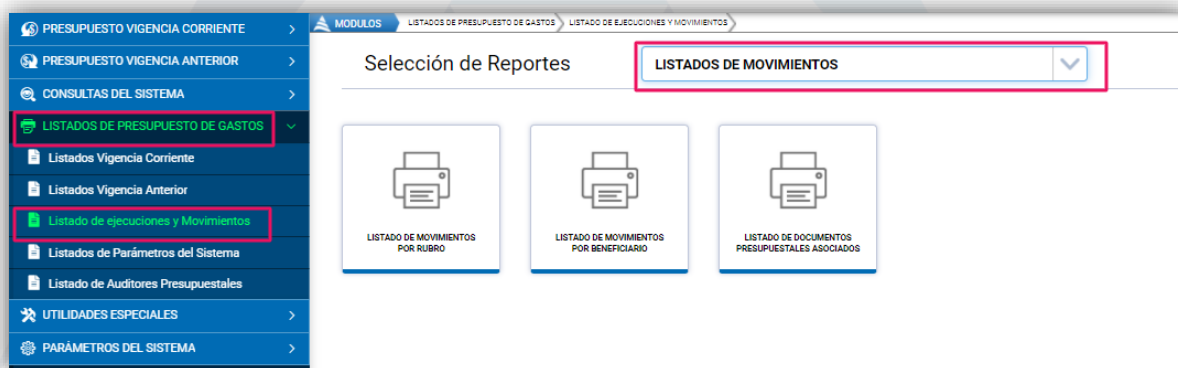 PRESUPUESTO VIGENCIA CORRIENTE
PRESUPUESTO VIGENCIA ANTERIOR
CONSULTAS DEL SISTEMA
LISTADOS DE PRESUPUESTO DE GASTOS
Listados Vigencia Corriente
Listados Vigencia Anterior
Listado de ejecuciones y Movimientos
Listados de Parámetros del Sistema
Listado de Auditores Presupuestales
UTILIDADES ESPECIALES
PARÁMETROS DEL SISTEMA
MODULOS LISTADOS DE PRESUPUESTO DE GASTOS LISTADO DE EJECUCIONES Y MOVIMIENTOS
Selección de Reportes LISTADOS DE MOVIMIENTOS
LISTADO DE MOVIMIENTOS
POR RUBRO
LISTADO DE MOVIMIENTOS
POR BENEFICIARIO
LISTADO DE DOCUMENTOS
PRESUPUESTALES ASOCIADOS